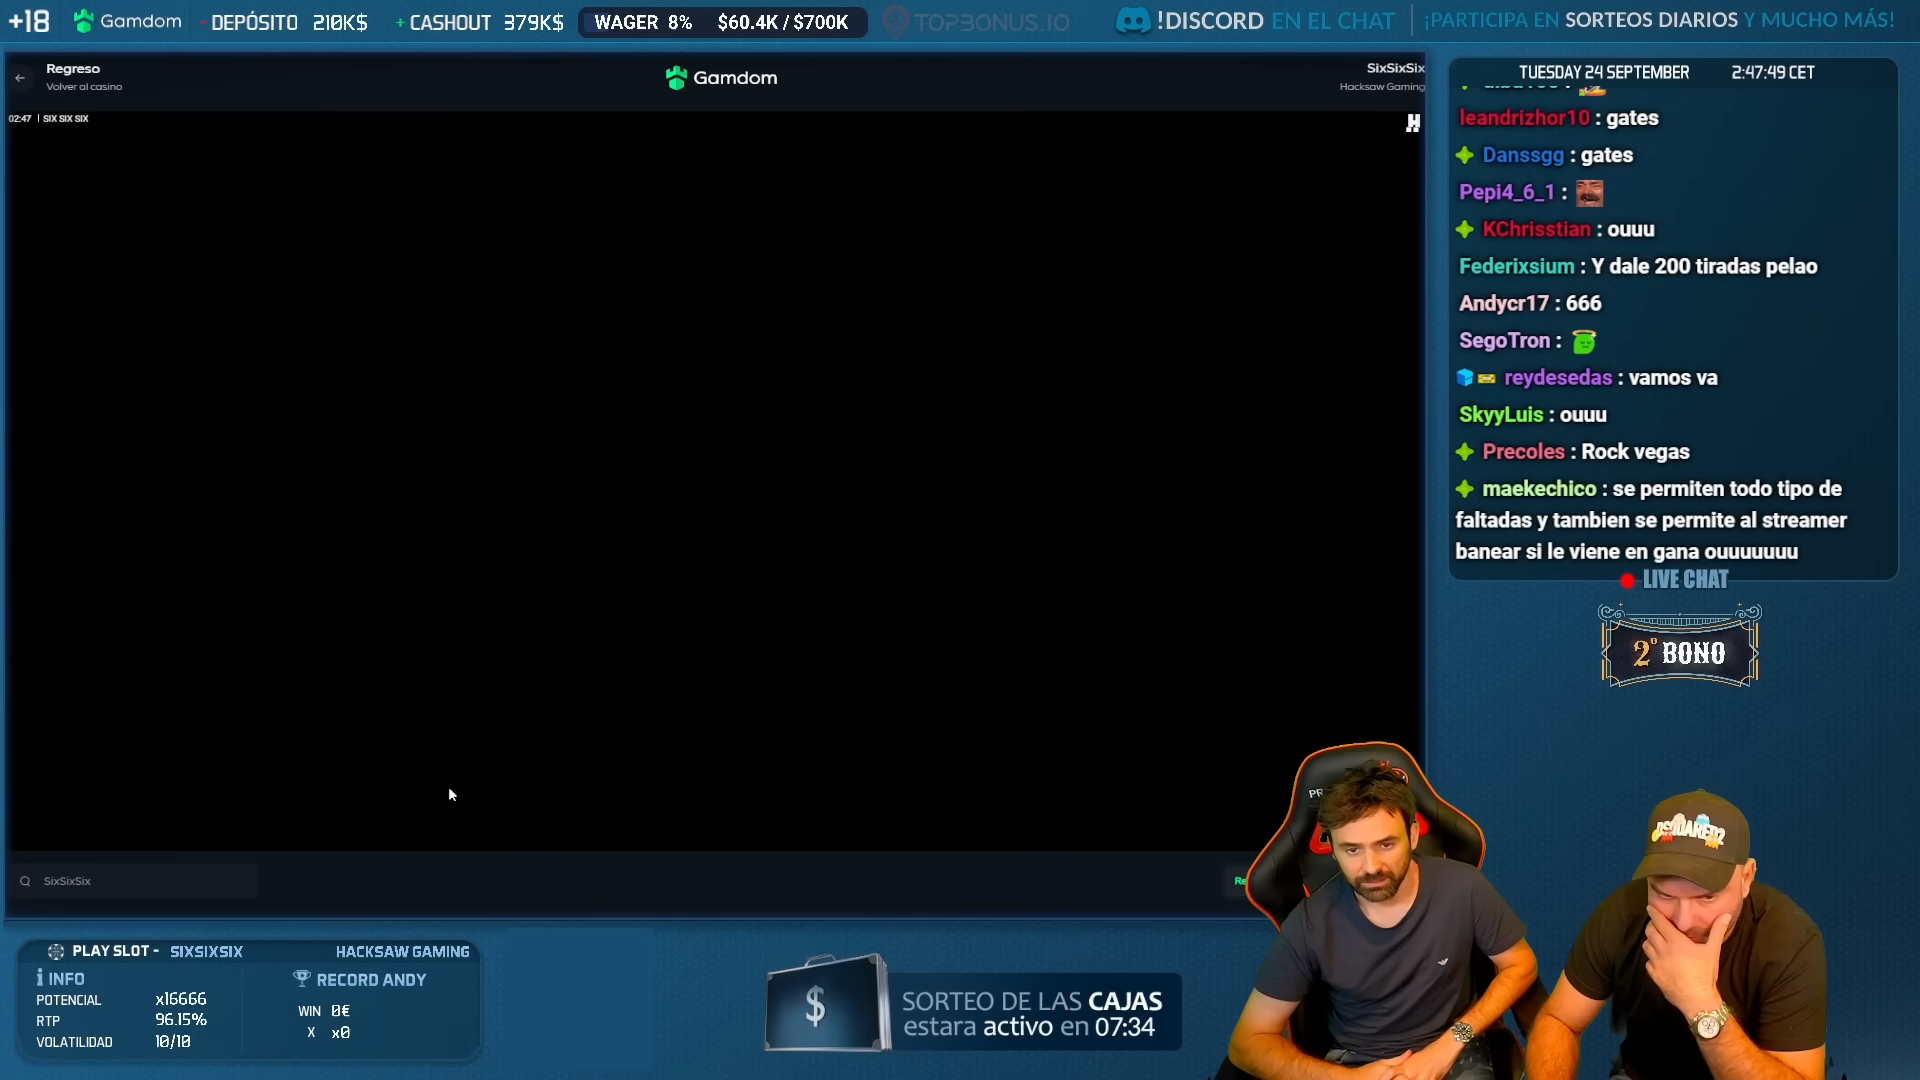 +18 Gamdom - DEPÓSITO 210K$ + CASHOUT 379K$ WAGER 8% $60.4K / $700K TOPBONUS.IO !DISCORD EN EL CHAT ¡PARTICIPA EN SORTEOS DIARIOS Y MUCHO MÁS!
Regreso
Volver al casino
Gamdom
SixSixSix
Hacksaw Gaming
02:47 | SIX SIX SIX
TUESDAY 24 SEPTEMBER 2:47:49 CET
leandrizhor10 : gates
Danssgg : gates
Pepi4_6_1 :
KChrisstian : ouuu
Federixsium : Y dale 200 tiradas pelao
Andycr17 : 666
SegoTron :
reydesedas : vamos va
SkyyLuis : ouuu
Precoles : Rock vegas
maekechico : se permiten todo tipo de
faltadas y tambien se permite al streamer
banear si le viene en gana ouuuuuuu
LIVE CHAT
2º BONO
SixSixSix
PLAY SLOT - SIXSIXSIX HACKSAW GAMING
INFO
POTENCIAL x16666
RTP 96.15%
VOLATILIDAD 10/10
RECORD ANDY
WIN 0€
X x0
$
SORTEO DE LAS CAJAS
estara activo en 07:34
DSQUARED2